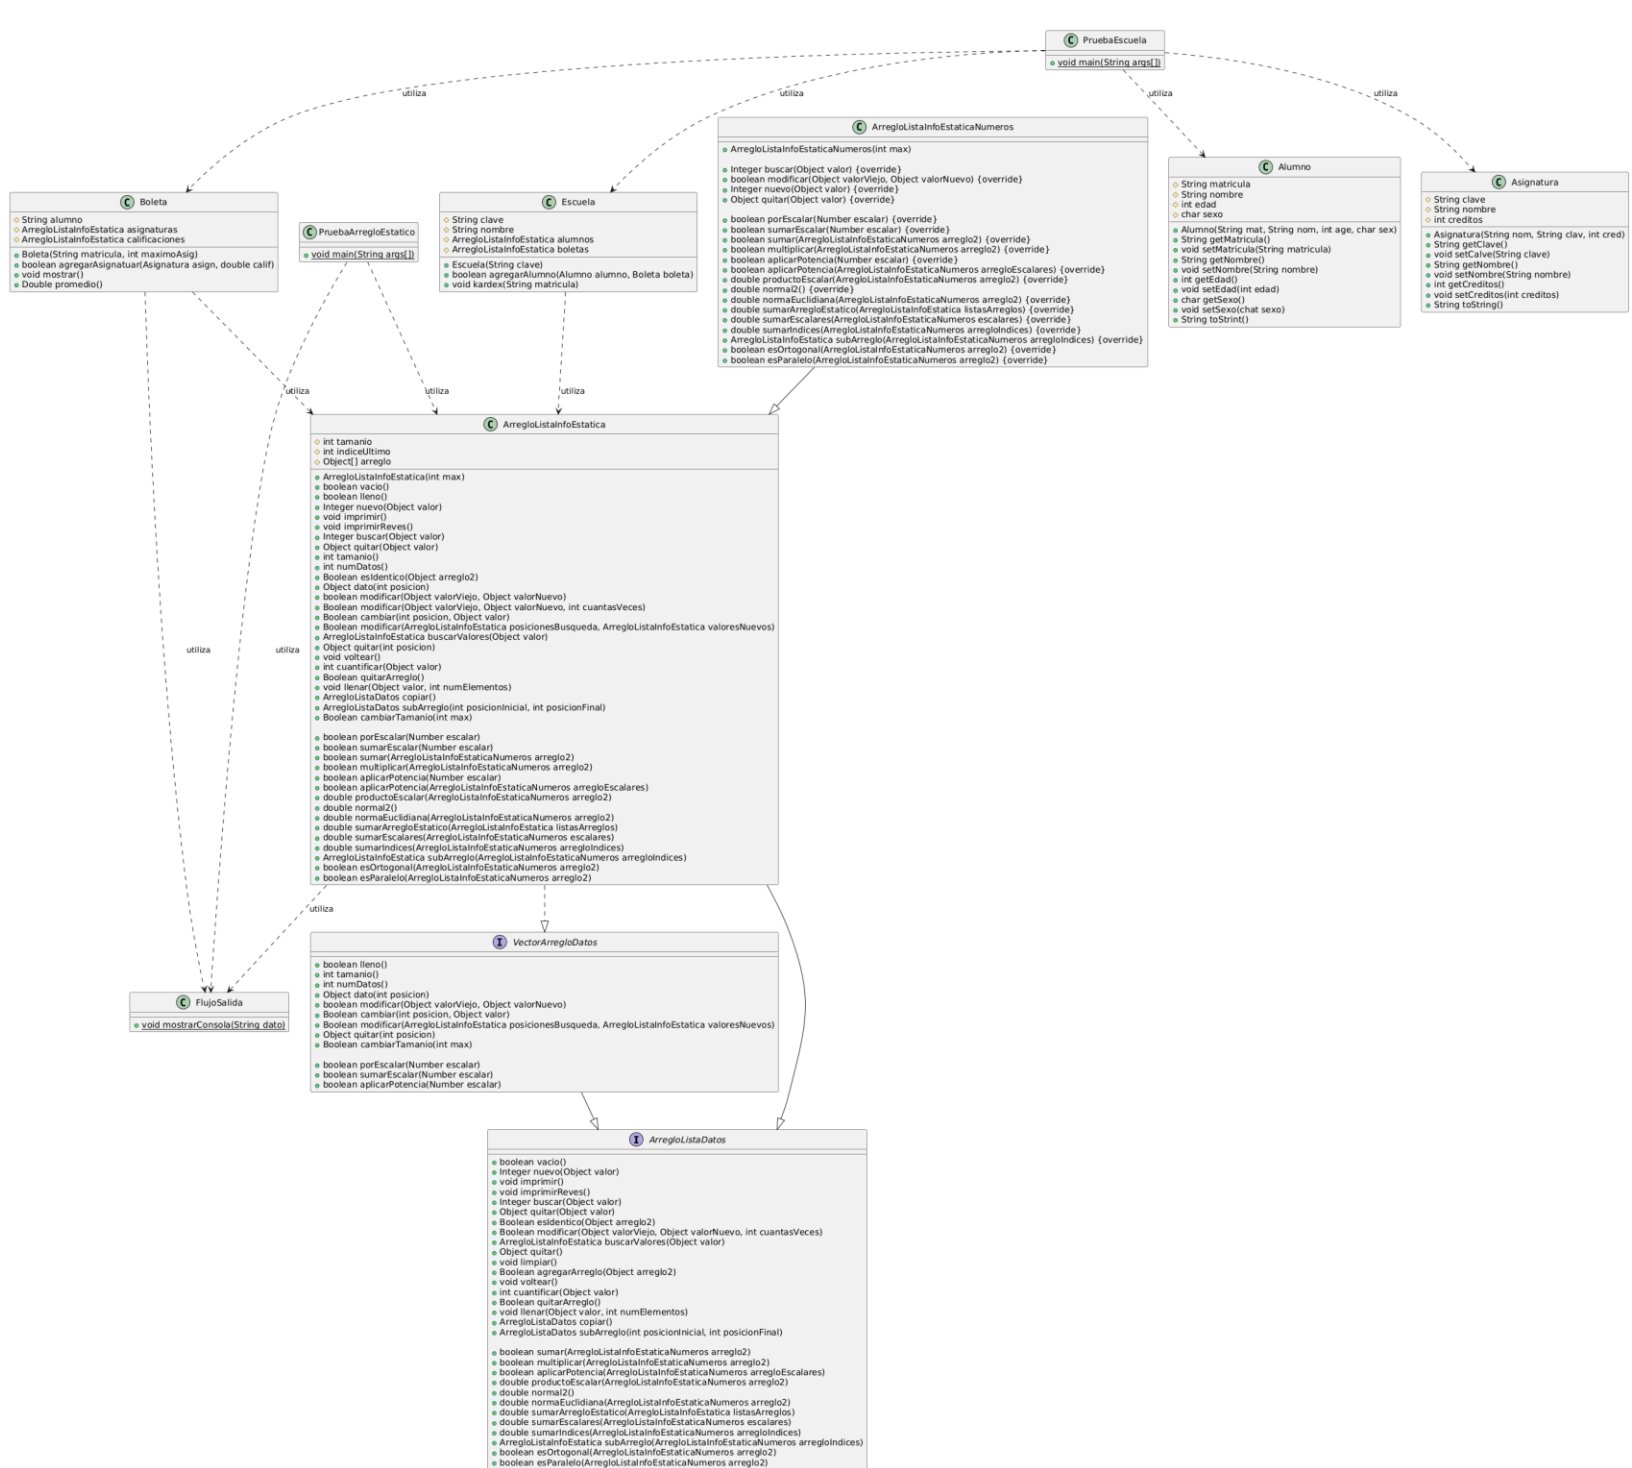 PruebaEscuela
void main(String args[])
utiliza
utiliza
utiliza
utiliza
ArregloListaInfoEstaticaNumeros
ArregloListaInfoEstaticaNumeros(int max)
Integer buscar(Object valor) {override}
boolean modificar(Object valorViejo, Object valorNuevo) {override}
Integer nuevo(Object valor) {override}
Object quitar(Object valor) {override}
boolean porEscalar(Number escalar) {override}
boolean sumarEscalar(Number escalar) {override}
boolean sumar(ArregloListaInfoEstaticaNumeros arreglo2) {override}
boolean multiplicar(ArregloListaInfoEstaticaNumeros arreglo2) {override}
boolean aplicarPotencia(Number escalar) {override}
boolean aplicarPotencia(ArregloListaInfoEstaticaNumeros arregloEscalares) {override}
double productoEscalar(ArregloListaInfoEstaticaNumeros arreglo2) {override}
double normal2() {override}
double normaEuclidiana(ArregloListaInfoEstaticaNumeros arreglo2) {override}
double sumarArregloEstatico(ArregloListaInfoEstatica listasArreglos) {override}
double sumarEscalares(ArregloListaInfoEstaticaNumeros escalares) {override}
double sumarIndices(ArregloListaInfoEstaticaNumeros arregloIndices) {override}
ArregloListaInfoEstatica subArreglo(ArregloListaInfoEstaticaNumeros arregloIndices) {override}
boolean esOrtogonal(ArregloListaInfoEstaticaNumeros arreglo2) {override}
boolean esParalelo(ArregloListaInfoEstaticaNumeros arreglo2) {override}
Alumno
String matricula
String nombre
int edad
char sexo
Alumno(String mat, String nom, int age, char sex)
String getMatricula()
void setMatricula(String matricula)
String getNombre()
void setNombre(String nombre)
int getEdad()
void setEdad(int edad)
char getSexo()
void setSexo(chat sexo)
String toStrint()
Asignatura
String clave
String nombre
int creditos
Asignatura(String nom, String clav, int cred)
String getClave()
void setCalve(String clave)
String getNombre()
void setNombre(String nombre)
int getCreditos()
void setCreditos(int creditos)
String toString()
Boleta
String alumno
ArregloListaInfoEstatica asignaturas
ArregloListaInfoEstatica calificaciones
Boleta(String matricula, int maximoAsig)
boolean agregarAsignatuar(Asignatura asign, double calif)
void mostrar()
Double promedio()
PruebaArregloEstatico
void main(String args[])
Escuela
String clave
String nombre
ArregloListaInfoEstatica alumnos
ArregloListaInfoEstatica boletas
Escuela(String clave)
boolean agregarAlumno(Alumno alumno, Boleta boleta)
void kardex(String matricula)
utiliza
utiliza
utiliza
ArregloListaInfoEstatica
int tamanio
int indiceUltimo
Object[] arreglo
ArregloListaInfoEstatica(int max)
boolean vacio()
boolean lleno()
Integer nuevo(Object valor)
void imprimir()
void imprimirReves()
Integer buscar(Object valor)
Object quitar(Object valor)
int tamanio()
int numDatos()
Boolean esIdentico(Object arreglo2)
Object dato(int posicion)
boolean modificar(Object valorViejo, Object valorNuevo)
Boolean modificar(Object valorViejo, Object valorNuevo, int cuantasVeces)
Boolean cambiar(int posicion, Object valor)
Boolean modificar(ArregloListaInfoEstatica posicionesBusqueda, ArregloListaInfoEstatica valoresNuevos)
ArregloListaInfoEstatica buscarValores(Object valor)
Object quitar(int posicion)
void voltear()
int cuantificar(Object valor)
Boolean quitarArreglo()
void llenar(Object valor, int numElementos)
ArregloListaDatos copiar()
ArregloListaDatos subArreglo(int posicionInicial, int posicionFinal)
Boolean cambiarTamanio(int max)
boolean porEscalar(Number escalar)
boolean sumarEscalar(Number escalar)
boolean sumar(ArregloListaInfoEstaticaNumeros arreglo2)
boolean multiplicar(ArregloListaInfoEstaticaNumeros arreglo2)
boolean aplicarPotencia(Number escalar)
boolean aplicarPotencia(ArregloListaInfoEstaticaNumeros arregloEscalares)
double productoEscalar(ArregloListaInfoEstaticaNumeros arreglo2)
double normal2()
double normaEuclidiana(ArregloListaInfoEstaticaNumeros arreglo2)
double sumarArregloEstatico(ArregloListaInfoEstatica listasArreglos)
double sumarEscalares(ArregloListaInfoEstaticaNumeros escalares)
double sumarIndices(ArregloListaInfoEstaticaNumeros arregloIndices)
ArregloListaInfoEstatica subArreglo(ArregloListaInfoEstaticaNumeros arregloIndices)
boolean esOrtogonal(ArregloListaInfoEstaticaNumeros arreglo2)
boolean esParalelo(ArregloListaInfoEstaticaNumeros arreglo2)
utiliza
utiliza
utiliza
VectorArregloDatos
boolean lleno()
int tamanio()
int numDatos()
Object dato(int posicion)
boolean modificar(Object valorViejo, Object valorNuevo)
Boolean cambiar(int posicion, Object valor)
Boolean modificar(ArregloListaInfoEstatica posicionesBusqueda, ArregloListaInfoEstatica valoresNuevos)
Object quitar(int posicion)
Boolean cambiarTamanio(int max)
boolean porEscalar(Number escalar)
boolean sumarEscalar(Number escalar)
boolean aplicarPotencia(Number escalar)
FlujoSalida
void mostrarConsola(String dato)
ArregloListaDatos
boolean vacio()
Integer nuevo(Object valor)
void imprimir()
void imprimirReves()
Integer buscar(Object valor)
Object quitar(Object valor)
Boolean esIdentico(Object arreglo2)
Boolean modificar(Object valorViejo, Object valorNuevo, int cuantasVeces)
ArregloListaInfoEstatica buscarValores(Object valor)
Object quitar()
void limpiar()
Boolean agregarArreglo(Object arreglo2)
void voltear()
int cuantificar(Object valor)
Boolean quitarArreglo()
void llenar(Object valor, int numElementos)
ArregloListaDatos copiar()
ArregloListaDatos subArreglo(int posicionInicial, int posicionFinal)
boolean sumar(ArregloListaInfoEstaticaNumeros arreglo2)
boolean multiplicar(ArregloListaInfoEstaticaNumeros arreglo2)
boolean aplicarPotencia(ArregloListaInfoEstaticaNumeros arregloEscalares)
double productoEscalar(ArregloListaInfoEstaticaNumeros arreglo2)
double normal2()
double normaEuclidiana(ArregloListaInfoEstaticaNumeros arreglo2)
double sumarArregloEstatico(ArregloListaInfoEstatica listasArreglos)
double sumarEscalares(ArregloListaInfoEstaticaNumeros escalares)
double sumarIndices(ArregloListaInfoEstaticaNumeros arregloIndices)
ArregloListaInfoEstatica subArreglo(ArregloListaInfoEstaticaNumeros arregloIndices)
boolean esOrtogonal(ArregloListaInfoEstaticaNumeros arreglo2)
boolean esParalelo(ArregloListaInfoEstaticaNumeros arreglo2)